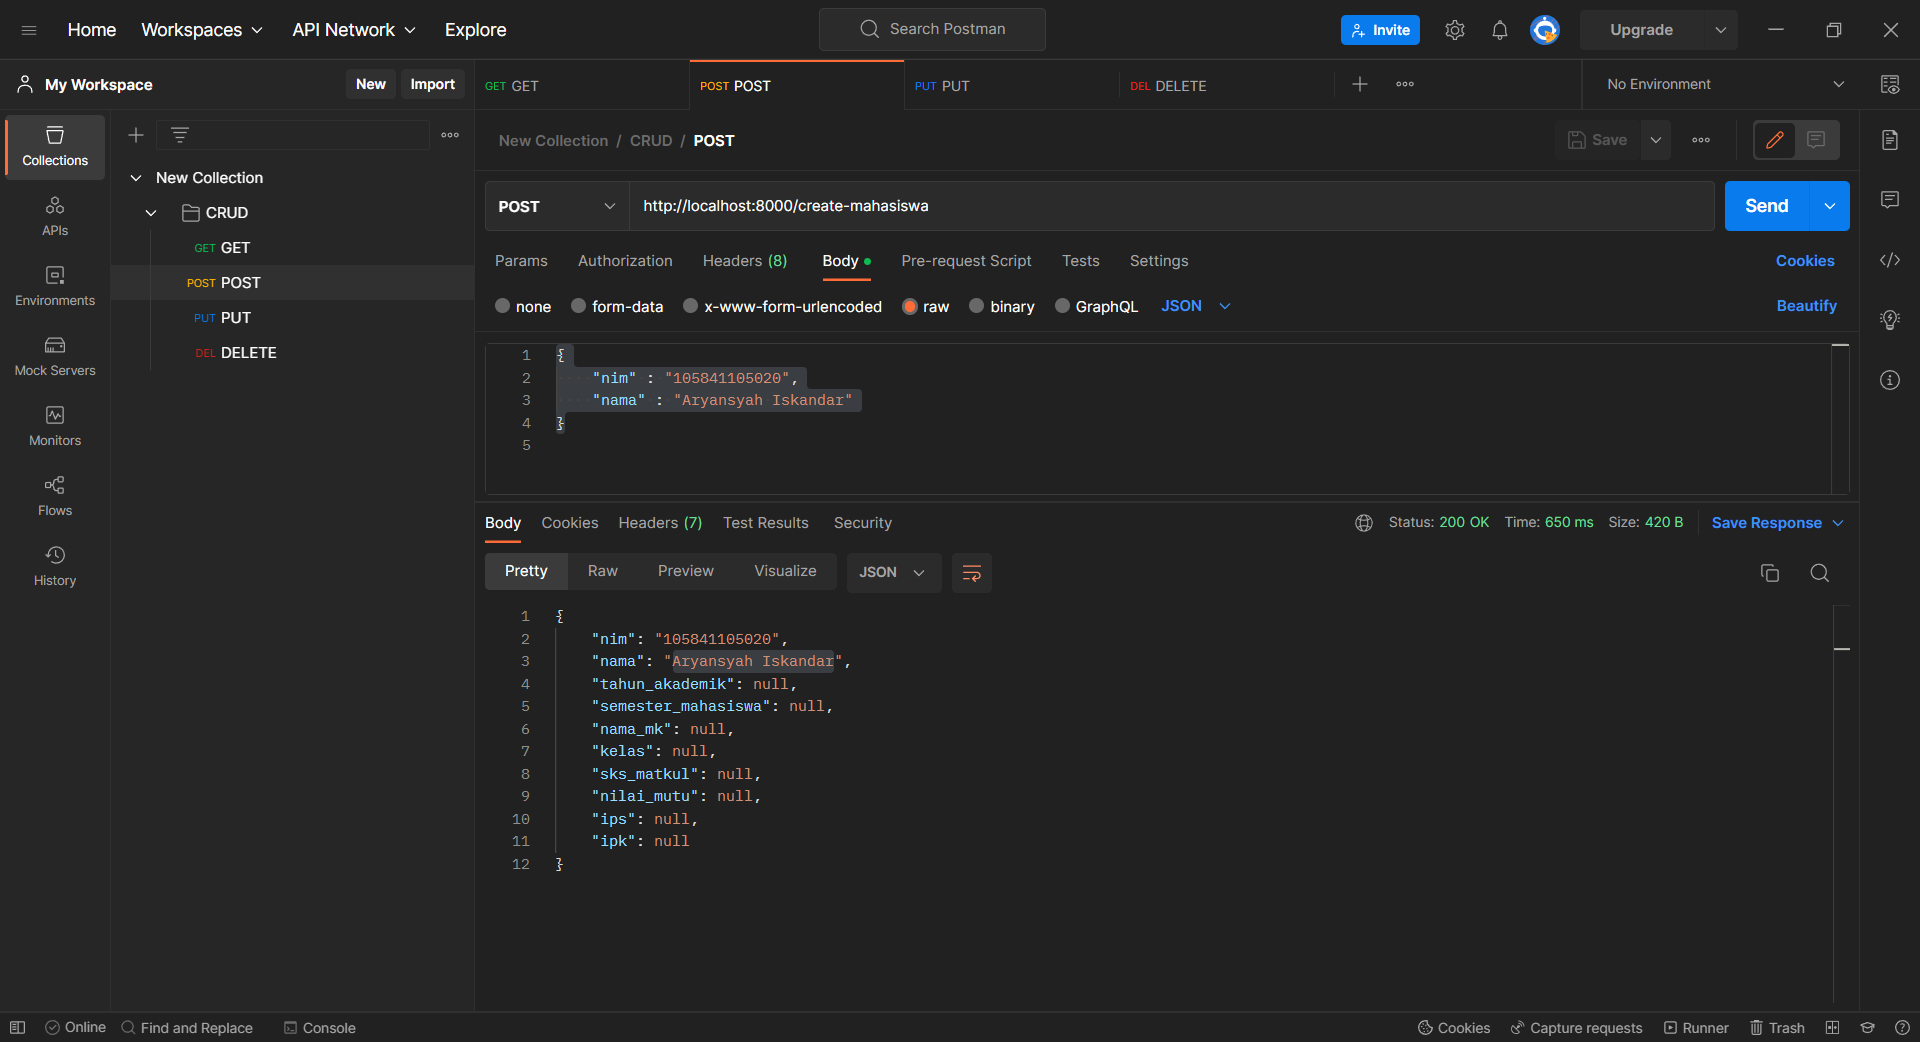 Home Workspaces API Network Explore Search Postman Invite Upgrade
My Workspace New Import GET GET POST POST PUT PUT DEL DELETE No Environment
Collections
APIs
Environments
Mock Servers
Monitors
Flows
History
New Collection
CRUD
GET GET
POST POST
PUT PUT
DEL DELETE
New Collection / CRUD / POST Save
POST http://localhost:8000/create-mahasiswa Send
Params Authorization Headers (8) Body Pre-request Script Tests Settings Cookies
none form-data x-www-form-urlencoded raw binary GraphQL JSON Beautify
1 {
2 "nim" : "105841105020",
3 "nama" : "Aryansyah Iskandar"
4 }
5
Body Cookies Headers (7) Test Results Security Status: 200 OK Time: 650 ms Size: 420 B Save Response
Pretty Raw Preview Visualize JSON
1 {
2 "nim": "105841105020",
3 "nama": "Aryansyah Iskandar",
4 "tahun_akademik": null,
5 "semester_mahasiswa": null,
6 "nama_mk": null,
7 "kelas": null,
8 "sks_matkul": null,
9 "nilai_mutu": null,
10 "ips": null,
11 "ipk": null
12 }
Online Find and Replace Console Cookies Capture requests Runner Trash